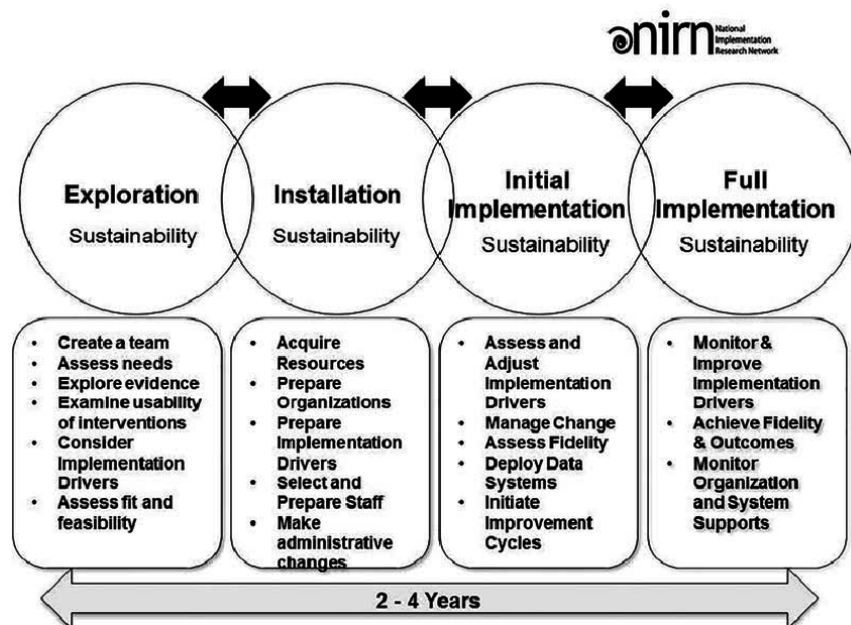 nirn
National
Implementation
Research Network
Exploration
Sustainability
Installation
Sustainability
Initial
Implementation
Sustainability
Full
Implementation
Sustainability
• Create a team
• Assess needs
• Explore evidence
• Examine usability
of interventions
• Consider
Implementation
Drivers
• Assess fit and
feasibility
• Acquire
Resources
• Prepare
Organizations
• Prepare
Implementation
Drivers
• Select and
Prepare Staff
• Make
administrative
changes
• Assess and
Adjust
Implementation
Drivers
• Manage Change
• Assess Fidelity
• Deploy Data
Systems
• Initiate
Improvement
Cycles
• Monitor &
Improve
Implementation
Drivers
• Achieve Fidelity
& Outcomes
• Monitor
Organization
and System
Supports
2 - 4 Years